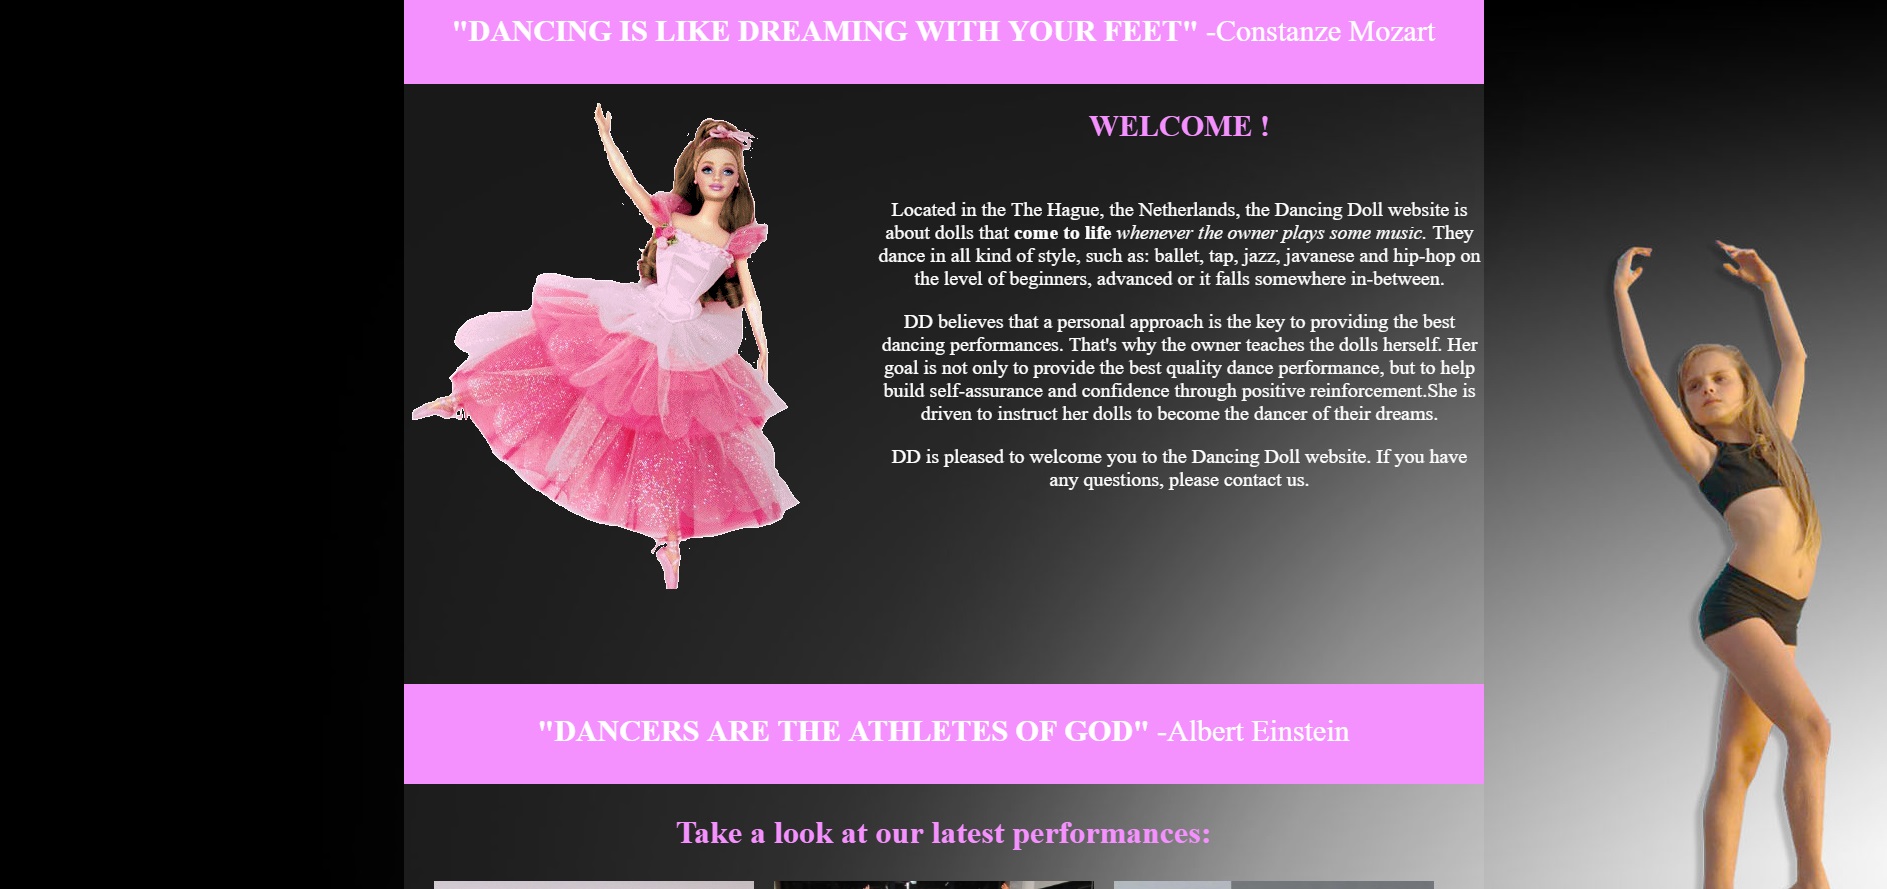 "DANCING IS LIKE DREAMING WITH YOUR FEET" -Constanze Mozart
WELCOME !
Located in the The Hague, the Netherlands, the Dancing Doll website is
about dolls that come to life whenever the owner plays some music. They
dance in all kind of style, such as: ballet, tap, jazz, javanese and hip-hop on
the level of beginners, advanced or it falls somewhere in-between.
DD believes that a personal approach is the key to providing the best
dancing performances. That's why the owner teaches the dolls herself. Her
goal is not only to provide the best quality dance performance, but to help
build self-assurance and confidence through positive reinforcement.She is
driven to instruct her dolls to become the dancer of their dreams.
DD is pleased to welcome you to the Dancing Doll website. If you have
any questions, please contact us.
"DANCERS ARE THE ATHLETES OF GOD" -Albert Einstein
Take a look at our latest performances: